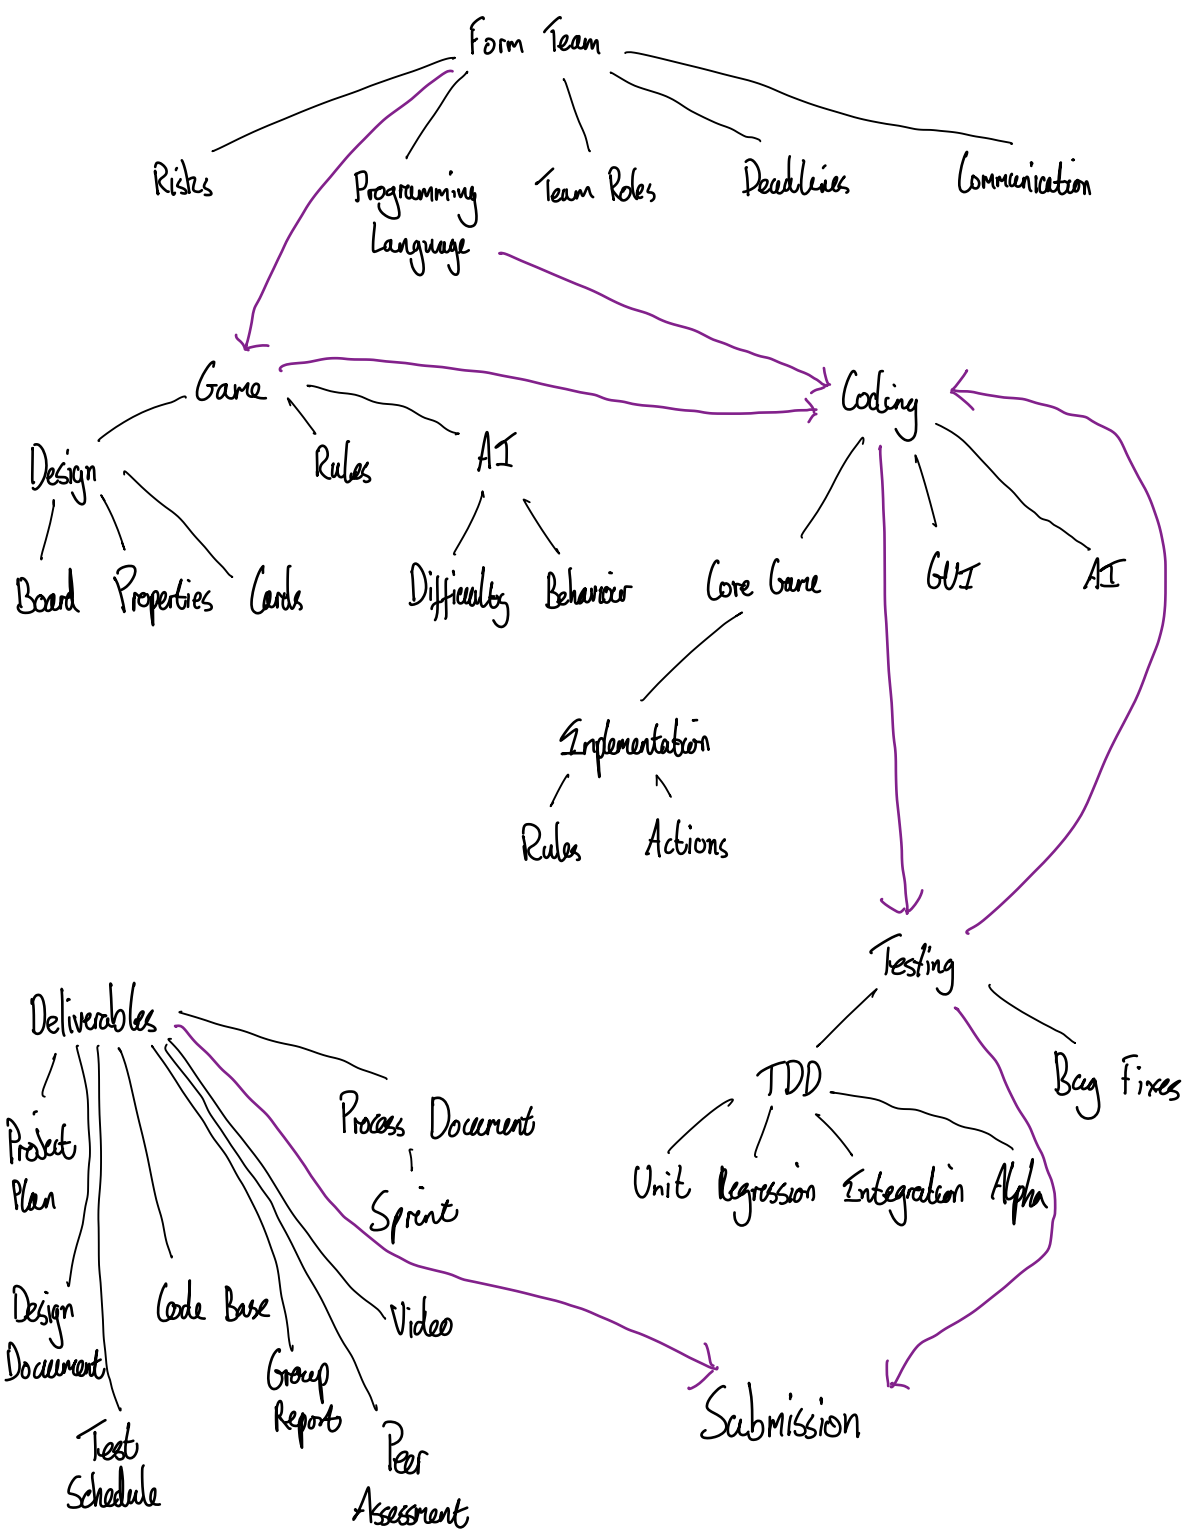 Form Team
Risks
Programming
Language
Team Roles
Deadlines
Communication
Game
Coding
Design
Rules
AI
Board
Properties
Cards
Difficulty
Behaviour
Core Game
GUI
AI
Implementation
Rules
Actions
Testing
Deliverables
TDD
Bug Fixes
Project
Plan
Process Document
Sprint
Unit
Regression
Integration
Alpha
Design
Document
Code Base
Video
Group
Report
Test
Schedule
Peer
Assessment
Submission